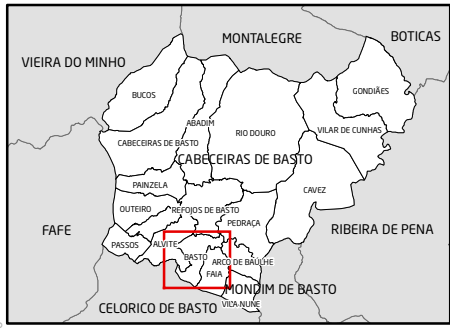 MONTALEGRE
BOTICAS
VIEIRA DO MINHO
BUCOS
GONDIÃES
ABADIM
RIO DOURO
VILAR DE CUNHAS
CABECEIRAS DE BASTO
CABECEIRAS DE BASTO
PAINZELA
CAVEZ
OUTEIRO
REFOJOS DE BASTO
PEDRAÇA
FAFE
RIBEIRA DE PENA
PASSOS
ALVITE
BASTO
ARCO DE BAÚLHE
FAIA
MONDIM DE BASTO
CELORICO DE BASTO
VILA NUNE